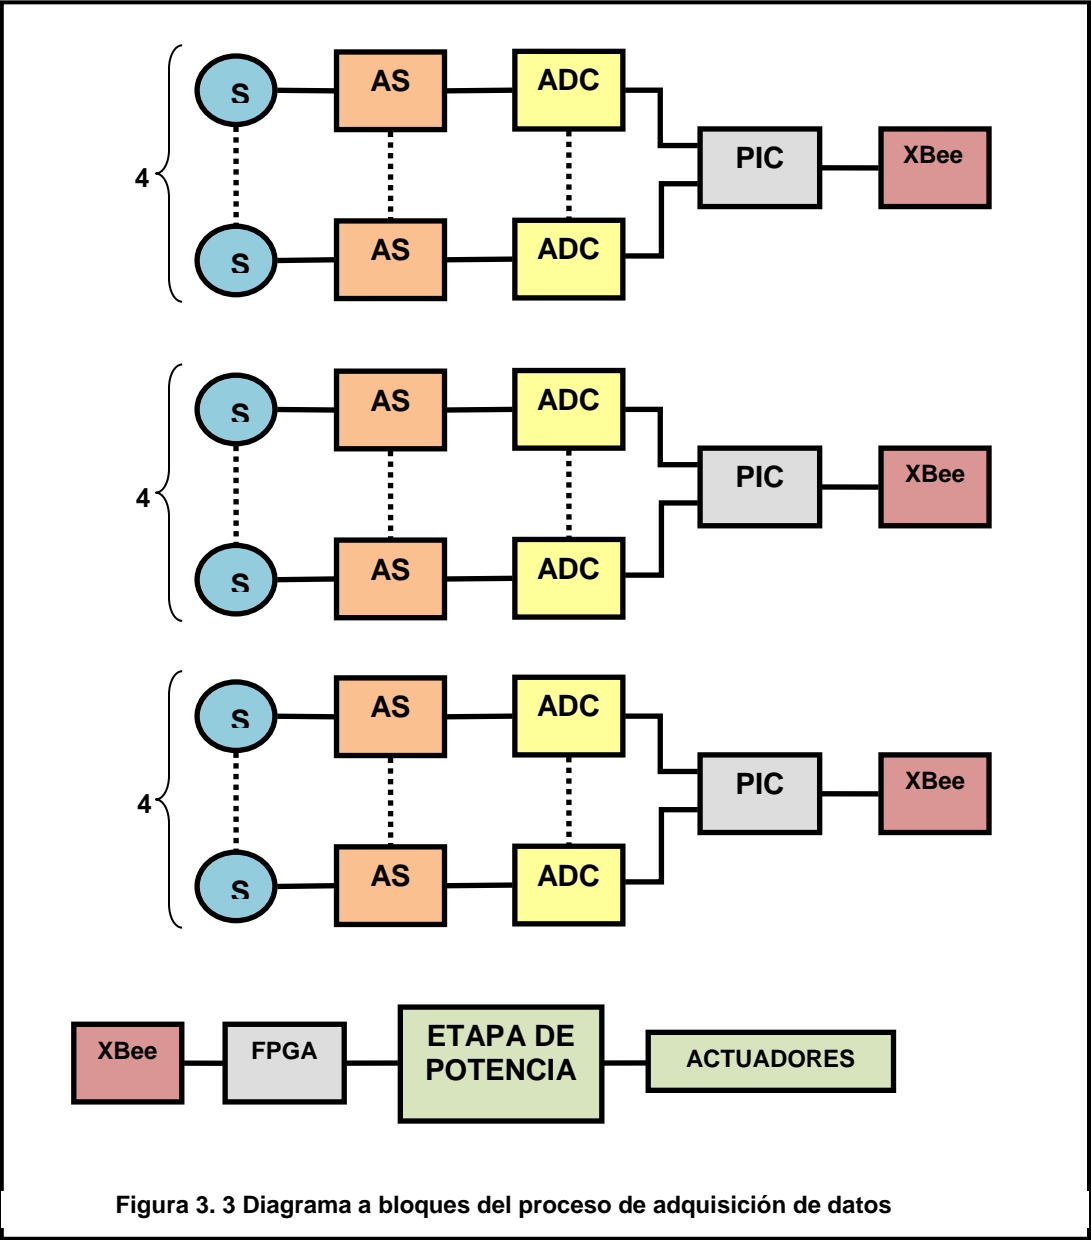 S AS ADC
PIC XBee
4
S AS ADC
S AS ADC
PIC XBee
4
S AS ADC
S AS ADC
PIC XBee
4
S AS ADC
XBee FPGA ETAPA DE
POTENCIA ACTUADORES
Figura 3. 3 Diagrama a bloques del proceso de adquisición de datos